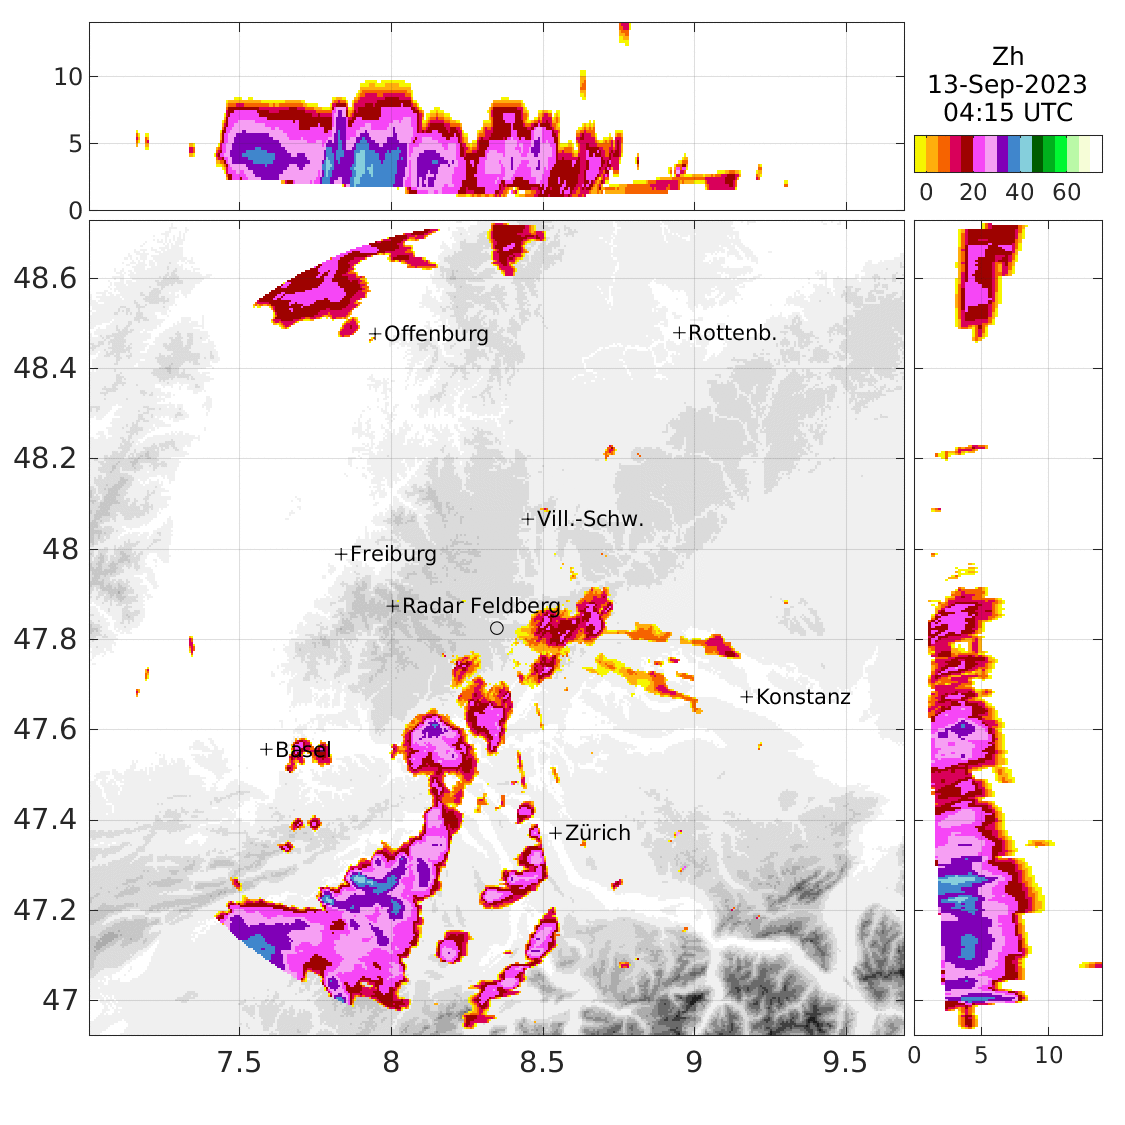 Zh
13-Sep-2023
04:15 UTC
0 20 40 60
10
5
0
48.6
48.4
48.2
48
47.8
47.6
47.4
47.2
47
+Offenburg
+Rottenb.
+Vill.-Schw.
+Freiburg
+Radar Feldberg
+Konstanz
+Basel
+Zürich
7.5 8 8.5 9 9.5
0 5 10